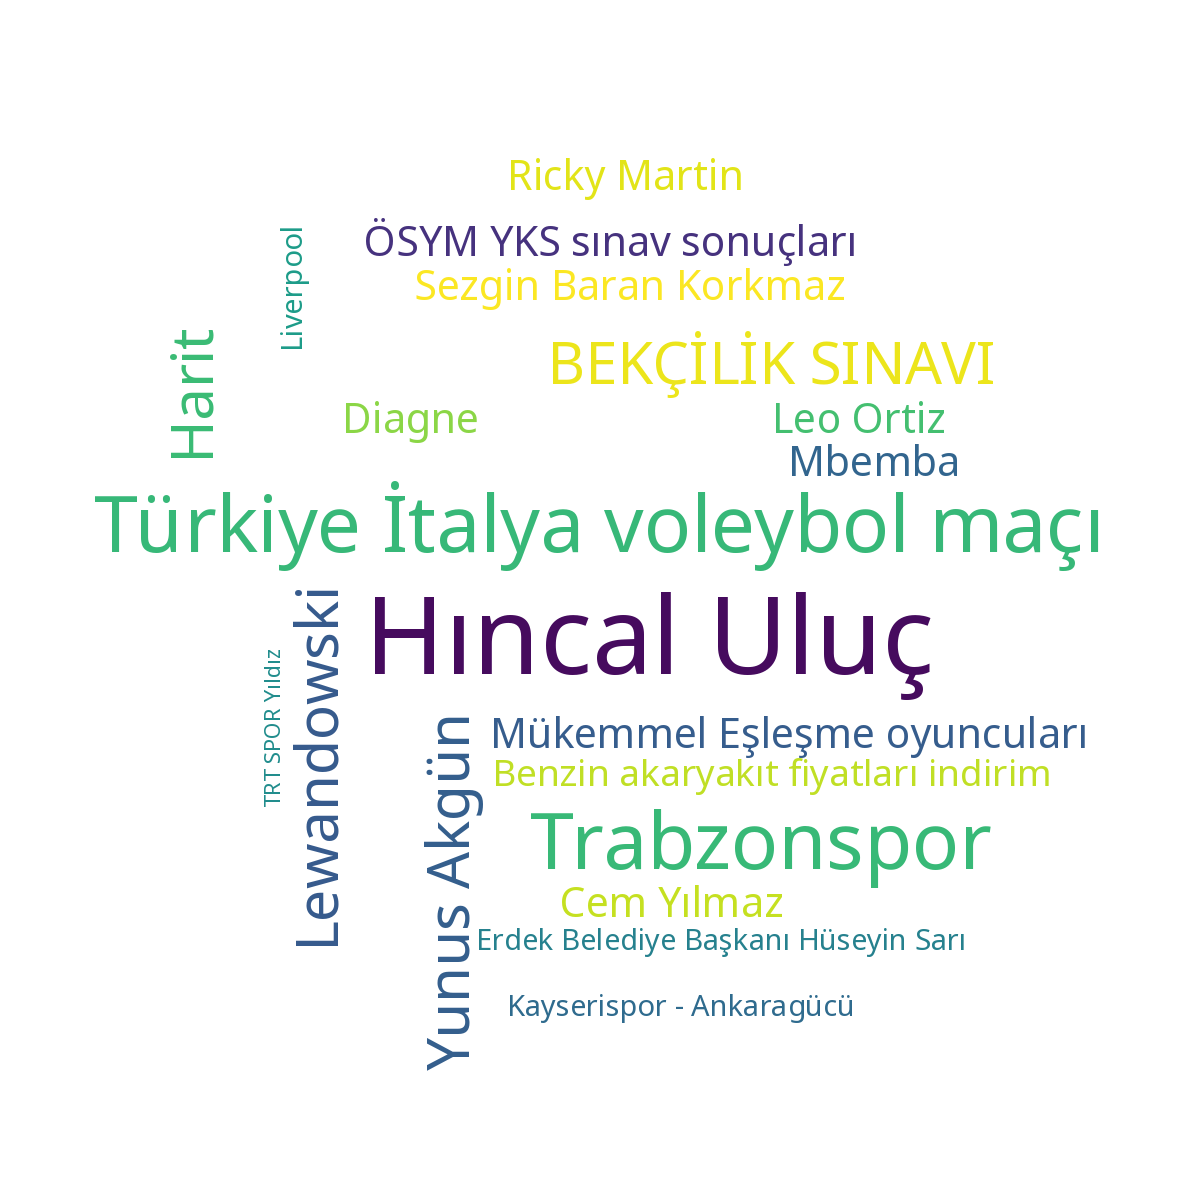 Ricky Martin
ÖSYM YKS sınav sonuçları
Liverpool
Sezgin Baran Korkmaz
Harit
BEKÇİLİK SINAVI
Diagne
Leo Ortiz
Mbemba
Türkiye İtalya voleybol maçı
Hıncal Uluç
Lewandowski
TRT SPOR Yıldız
Yunus Akgün
Mükemmel Eşleşme oyuncuları
Benzin akaryakıt fiyatları indirim
Trabzonspor
Cem Yılmaz
Erdek Belediye Başkanı Hüseyin Sarı
Kayserispor - Ankaragücü